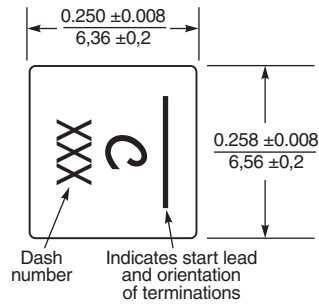 0.250 ±0.008
6,36 ±0,2
XXX
C
0.258 ±0.008
6,56 ±0,2
Dash
number
Indicates start lead
and orientation
of terminations